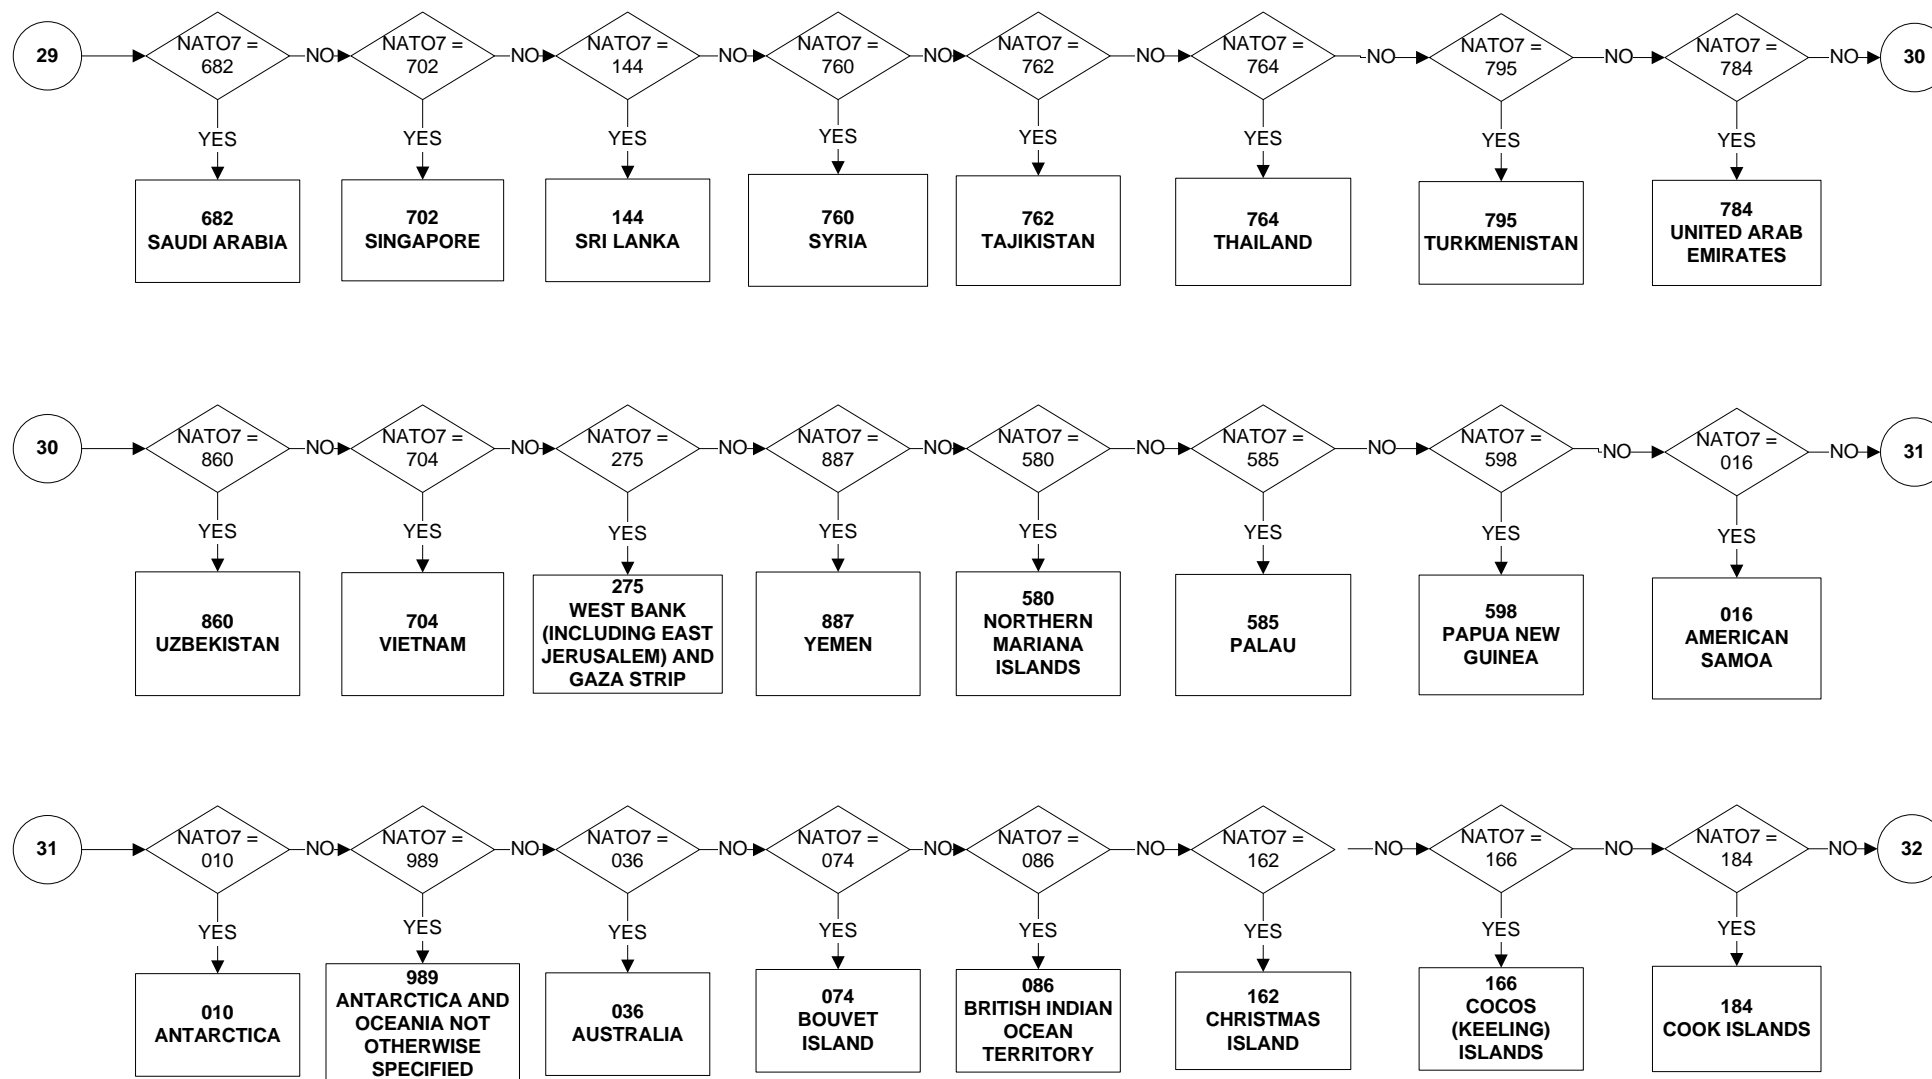 29
NATO7 =
682
NO
NATO7 =
702
NO
NATO7 =
144
NO
NATO7 =
760
NO
NATO7 =
762
NO
NATO7 =
764
NO
NATO7 =
795
NO
NATO7 =
784
NO
30
YES
YES
YES
YES
YES
YES
YES
YES
682
SAUDI ARABIA
702
SINGAPORE
144
SRI LANKA
760
SYRIA
762
TAJIKISTAN
764
THAILAND
795
TURKMENISTAN
784
UNITED ARAB
EMIRATES
30
NATO7 =
860
NO
NATO7 =
704
NO
NATO7 =
275
NO
NATO7 =
887
NO
NATO7 =
580
NO
NATO7 =
585
NO
NATO7 =
598
NO
NATO7 =
016
NO
31
YES
YES
YES
YES
YES
YES
YES
YES
860
UZBEKISTAN
704
VIETNAM
275
WEST BANK
(INCLUDING EAST
JERUSALEM) AND
GAZA STRIP
887
YEMEN
580
NORTHERN
MARIANA
ISLANDS
585
PALAU
598
PAPUA NEW
GUINEA
016
AMERICAN
SAMOA
31
NATO7 =
010
NO
NATO7 =
989
NO
NATO7 =
036
NO
NATO7 =
074
NO
NATO7 =
086
NO
NATO7 =
162
NO
NATO7 =
166
NO
NATO7 =
184
NO
32
YES
YES
YES
YES
YES
YES
YES
YES
010
ANTARCTICA
989
ANTARCTICA AND
OCEANIA NOT
OTHERWISE
SPECIFIED
036
AUSTRALIA
074
BOUVET
ISLAND
086
BRITISH INDIAN
OCEAN
TERRITORY
162
CHRISTMAS
ISLAND
166
COCOS
(KEELING)
ISLANDS
184
COOK ISLANDS